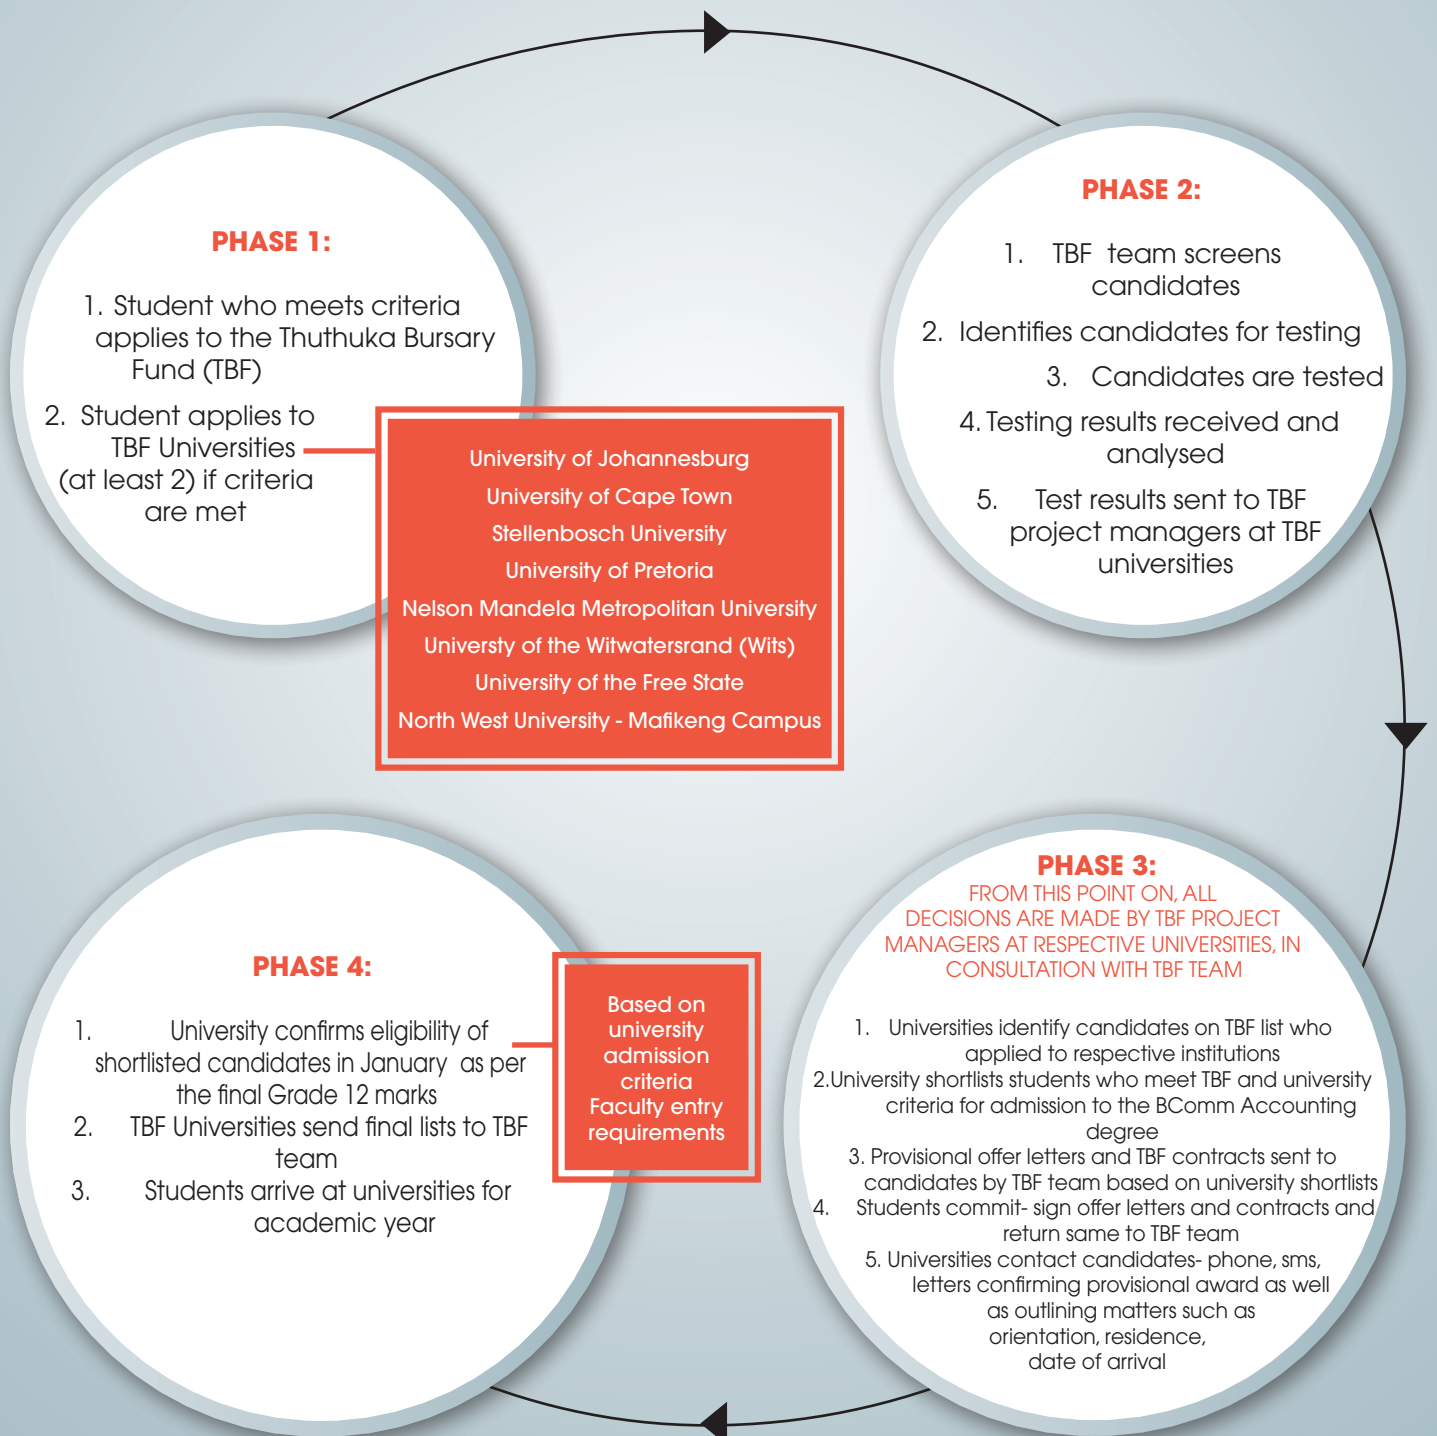 PHASE 1:
1. Student who meets criteria
applies to the Thuthuka Bursary
Fund (TBF)
2. Student applies to
TBF Universities
(at least 2) if criteria
are met
University of Johannesburg
University of Cape Town
Stellenbosch University
University of Pretoria
Nelson Mandela Metropolitan University
Universty of the Witwatersrand (Wits)
University of the Free State
North West University - Mafikeng Campus
PHASE 2:
1. TBF team screens
candidates
2. Identifies candidates for testing
3. Candidates are tested
4. Testing results received and
analysed
5. Test results sent to TBF
project managers at TBF
universities
PHASE 3:
FROM THIS POINT ON, ALL
DECISIONS ARE MADE BY TBF PROJECT
MANAGERS AT RESPECTIVE UNIVERSITIES, IN
CONSULTATION WITH TBF TEAM
1. Universities identify candidates on TBF list who
applied to respective institutions
2.University shortlists students who meet TBF and university
criteria for admission to the BComm Accounting
degree
3. Provisional offer letters and TBF contracts sent to
candidates by TBF team based on university shortlists
4. Students commit- sign offer letters and contracts and
return same to TBF team
5. Universities contact candidates- phone, sms,
letters confirming provisional award as well
as outlining matters such as
orientation, residence,
date of arrival
PHASE 4:
1. University confirms eligibility of
shortlisted candidates in January as per
the final Grade 12 marks
2. TBF Universities send final lists to TBF
team
3. Students arrive at universities for
academic year
Based on
university
admission
criteria
Faculty entry
requirements